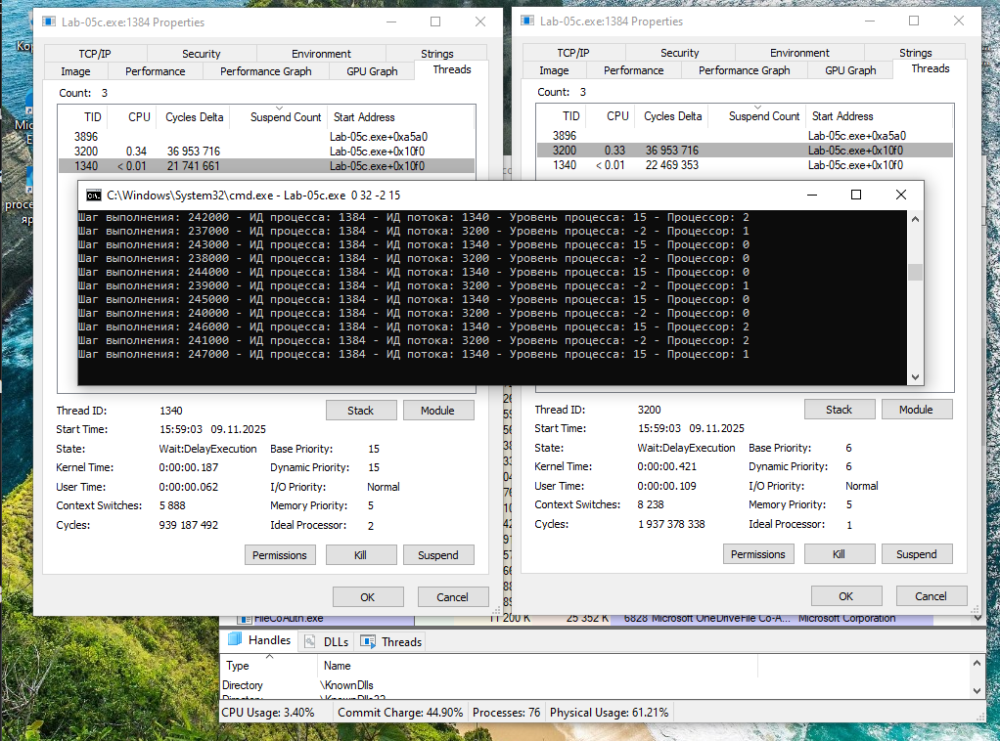 Lab-05c.exe:1384 Properties
TCP/IP Security Environment Strings
Image Performance Performance Graph GPU Graph Threads
Count: 3
TID CPU Cycles Delta Suspend Count Start Address
3896 Lab-05c.exe+0xa5a0
3200 0.34 36 953 716 Lab-05c.exe+0x10f0
1340 < 0.01 21 741 661 Lab-05c.exe+0x10f0
Lab-05c.exe:1384 Properties
TCP/IP Security Environment Strings
Image Performance Performance Graph GPU Graph Threads
Count: 3
TID CPU Cycles Delta Suspend Count Start Address
3896 Lab-05c.exe+0xa5a0
3200 0.33 36 953 716 Lab-05c.exe+0x10f0
1340 < 0.01 22 469 353 Lab-05c.exe+0x10f0
C:\Windows\System32\cmd.exe - Lab-05c.exe 0 32 -2 15
Шаг выполнения: 242000 - ИД процесса: 1384 - ИД потока: 1340 - Уровень процесса: 15 - Процессор: 2
Шаг выполнения: 237000 - ИД процесса: 1384 - ИД потока: 3200 - Уровень процесса: -2 - Процессор: 1
Шаг выполнения: 243000 - ИД процесса: 1384 - ИД потока: 1340 - Уровень процесса: 15 - Процессор: 0
Шаг выполнения: 238000 - ИД процесса: 1384 - ИД потока: 3200 - Уровень процесса: -2 - Процессор: 0
Шаг выполнения: 244000 - ИД процесса: 1384 - ИД потока: 1340 - Уровень процесса: 15 - Процессор: 0
Шаг выполнения: 239000 - ИД процесса: 1384 - ИД потока: 3200 - Уровень процесса: -2 - Процессор: 1
Шаг выполнения: 245000 - ИД процесса: 1384 - ИД потока: 1340 - Уровень процесса: 15 - Процессор: 0
Шаг выполнения: 240000 - ИД процесса: 1384 - ИД потока: 3200 - Уровень процесса: -2 - Процессор: 0
Шаг выполнения: 246000 - ИД процесса: 1384 - ИД потока: 1340 - Уровень процесса: 15 - Процессор: 2
Шаг выполнения: 241000 - ИД процесса: 1384 - ИД потока: 3200 - Уровень процесса: -2 - Процессор: 2
Шаг выполнения: 247000 - ИД процесса: 1384 - ИД потока: 1340 - Уровень процесса: 15 - Процессор: 1
Thread ID: 1340 Stack Module
Start Time: 15:59:03 09.11.2025
State: Wait:DelayExecution Base Priority: 15
Kernel Time: 0:00:00.187 Dynamic Priority: 15
User Time: 0:00:00.062 I/O Priority: Normal
Context Switches: 5 888 Memory Priority: 5
Cycles: 939 187 492 Ideal Processor: 2
Permissions Kill Suspend
OK Cancel
Thread ID: 3200 Stack Module
Start Time: 15:59:03 09.11.2025
State: Wait:DelayExecution Base Priority: 6
Kernel Time: 0:00:00.421 Dynamic Priority: 6
User Time: 0:00:00.109 I/O Priority: Normal
Context Switches: 8 238 Memory Priority: 5
Cycles: 1 937 378 338 Ideal Processor: 1
Permissions Kill Suspend
OK Cancel
FileCoAuth.exe 11 200 K 25 352 K 6828 Microsoft OneDriveFile Co-A... Microsoft Corporation
Handles DLLs Threads
Type Name
Directory \KnownDlls
Directory \KnownDlls32
CPU Usage: 3.40% Commit Charge: 44.90% Processes: 76 Physical Usage: 61.21%